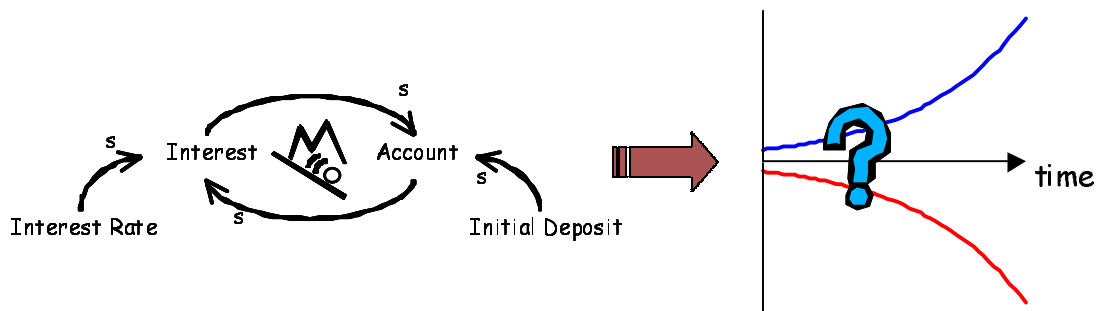 s
s
Interest
Account
s
s
Interest Rate
Initial Deposit
time
?